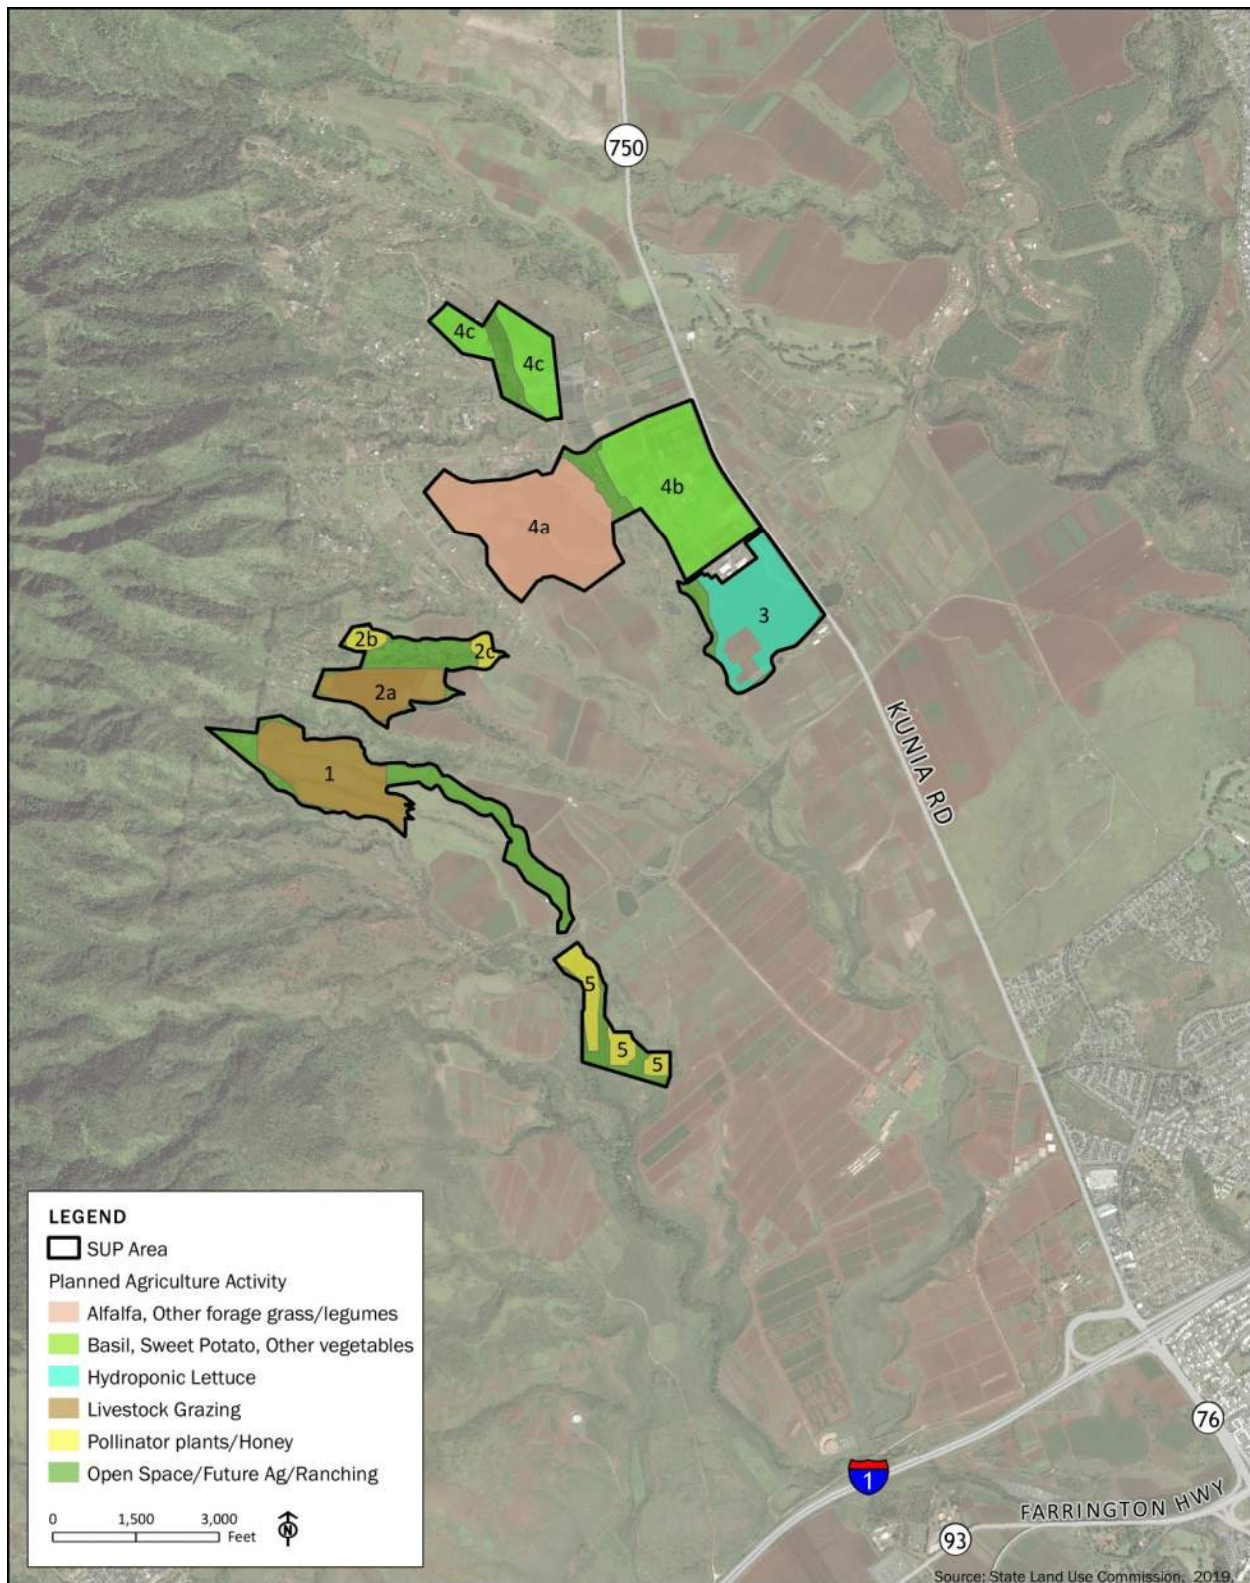 750
4c
4c
4b
4a
3
2b
2c
2a
1
KUNIA RD
5
5
5
LEGEND
SUP Area
Planned Agriculture Activity
Alfalfa, Other forage grass/legumes
Basil, Sweet Potato, Other vegetables
Hydroponic Lettuce
Livestock Grazing
Pollinator plants/Honey
Open Space/Future Ag/Ranching
0 1,500 3,000
Feet
N
76
1
FARRINGTON HWY
93
Source: State Land Use Commission, 2019.